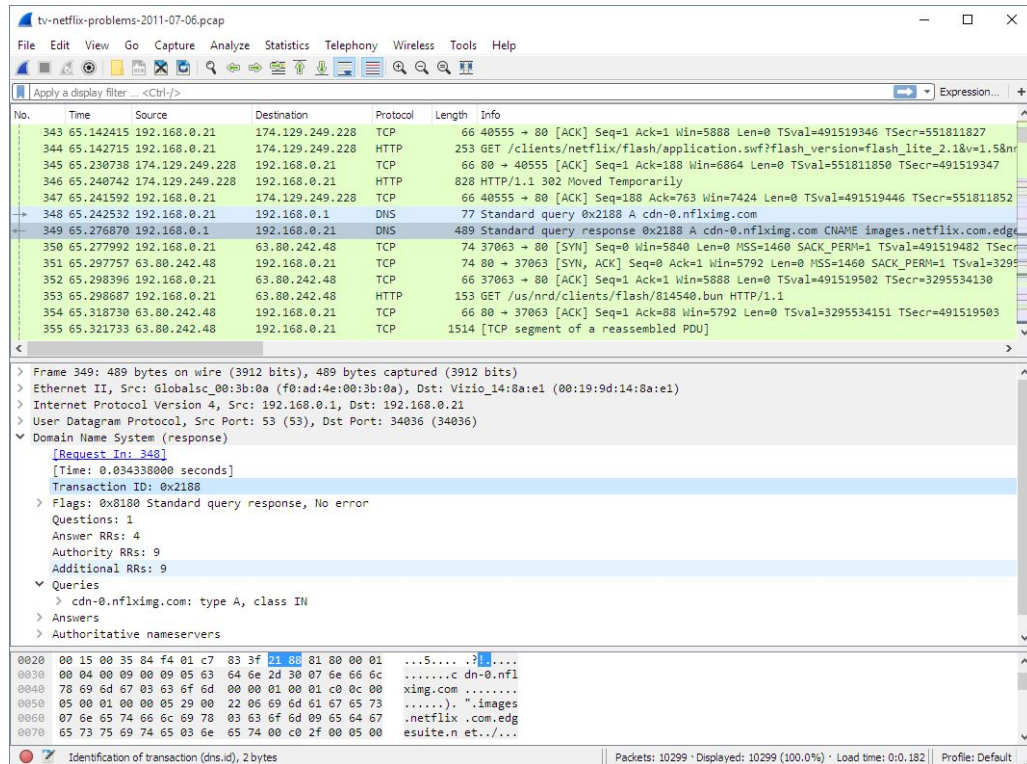 tv-netflix-problems-2011-07-06.pcap
File Edit View Go Capture Analyze Statistics Telephony Wireless Tools Help
Apply a display filter ... <Ctrl-/> Expression... +
No. Time Source Destination Protocol Length Info
343 65.142415 192.168.0.21 174.129.249.228 TCP 66 40555 → 80 [ACK] Seq=1 Ack=1 Win=5888 Len=0 TSval=491519346 TSecr=551811827
344 65.142715 192.168.0.21 174.129.249.228 HTTP 253 GET /clients/netflix/flash/application.swf?flash_version=flash_lite_2.1&v=1.5&nr
345 65.230738 174.129.249.228 192.168.0.21 TCP 66 80 → 40555 [ACK] Seq=1 Ack=188 Win=6864 Len=0 TSval=551811850 TSecr=491519347
346 65.240742 174.129.249.228 192.168.0.21 HTTP 828 HTTP/1.1 302 Moved Temporarily
347 65.241592 192.168.0.21 174.129.249.228 TCP 66 40555 → 80 [ACK] Seq=188 Ack=763 Win=7424 Len=0 TSval=491519446 TSecr=551811852
348 65.242532 192.168.0.21 192.168.0.1 DNS 77 Standard query 0x2188 A cdn-0.nflximg.com
349 65.276870 192.168.0.1 192.168.0.21 DNS 489 Standard query response 0x2188 A cdn-0.nflximg.com CNAME images.netflix.com.edge
350 65.277992 192.168.0.21 63.80.242.48 TCP 74 37063 → 80 [SYN] Seq=0 Win=5840 Len=0 MSS=1460 SACK_PERM=1 TSval=491519482 TSecr
351 65.297757 63.80.242.48 192.168.0.21 TCP 74 80 → 37063 [SYN, ACK] Seq=0 Ack=1 Win=5792 Len=0 MSS=1460 SACK_PERM=1 TSval=3295
352 65.298396 192.168.0.21 63.80.242.48 TCP 66 37063 → 80 [ACK] Seq=1 Ack=1 Win=5888 Len=0 TSval=491519502 TSecr=3295534130
353 65.298687 192.168.0.21 63.80.242.48 HTTP 153 GET /us/nrd/clients/flash/814540.bun HTTP/1.1
354 65.318730 63.80.242.48 192.168.0.21 TCP 66 80 → 37063 [ACK] Seq=1 Ack=88 Win=5792 Len=0 TSval=3295534151 TSecr=491519503
355 65.321733 63.80.242.48 192.168.0.21 TCP 1514 [TCP segment of a reassembled PDU]
> Frame 349: 489 bytes on wire (3912 bits), 489 bytes captured (3912 bits)
> Ethernet II, Src: Globalsc_00:3b:0a (f0:ad:4e:00:3b:0a), Dst: Vizio_14:8a:e1 (00:19:9d:14:8a:e1)
> Internet Protocol Version 4, Src: 192.168.0.1, Dst: 192.168.0.21
> User Datagram Protocol, Src Port: 53 (53), Dst Port: 34036 (34036)
Domain Name System (response)
[Request In: 348]
[Time: 0.034338000 seconds]
Transaction ID: 0x2188
> Flags: 0x8180 Standard query response, No error
Questions: 1
Answer RRs: 4
Authority RRs: 9
Additional RRs: 9
Queries
> cdn-0.nflximg.com: type A, class IN
> Answers
> Authoritative nameservers
0020 00 15 00 35 84 f4 01 c7 83 3f 21 88 81 80 00 01 ...5.... .?!.....
0030 00 04 00 09 00 09 05 63 64 6e 2d 30 07 6e 66 6c .......c dn-0.nfl
0040 78 69 6d 67 03 63 6f 6d 00 00 01 00 01 c0 0c 00 ximg.com ........
0050 05 00 01 00 00 05 29 00 22 06 69 6d 61 67 65 73 ......). ".images
0060 07 6e 65 74 66 6c 69 78 03 63 6f 6d 09 65 64 67 .netflix .com.edg
0070 65 73 75 69 74 65 03 6e 65 74 00 c0 2f 00 05 00 esuite.n et../...
Identification of transaction (dns.id), 2 bytes Packets: 10299 · Displayed: 10299 (100.0%) · Load time: 0:0.182 Profile: Default